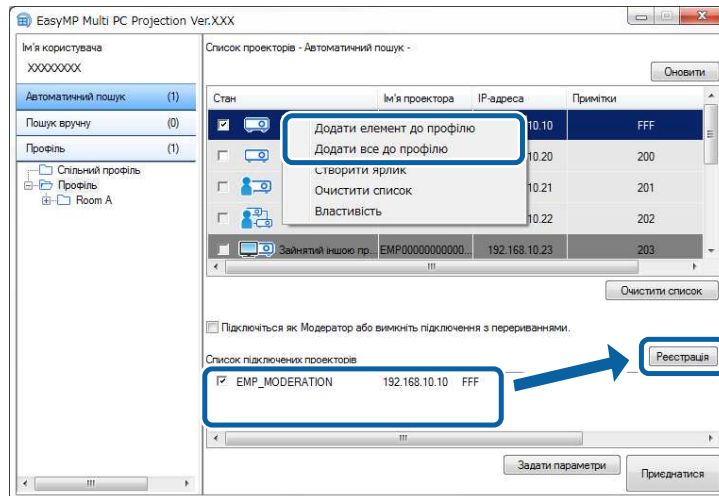 EasyMP Multi PC Projection Ver.XXX
Ім'я користувача
XXXXXXXX
Автоматичний пошук (1)
Пошук вручну (0)
Профіль (1)
Спільний профіль
Профіль
Room A
Список проекторів - Автоматичний пошук -
Оновити
Стан Ім'я проектора IP-адреса Примітки
10.10 FFF
10.20 200
10.21 201
10.22 202
Зайнятий іншою пр... EMP00000000000... 192.168.10.23 203
Додати елемент до профілю
Додати все до профілю
Створити ярлик
Очистити список
Властивість
Очистити список
Підключіться як Модератор або вимкніть підключення з перериваннями.
Список підключених проекторів
Реєстрація
EMP_MODERATION 192.168.10.10 FFF
Задати параметри
Приєднатися